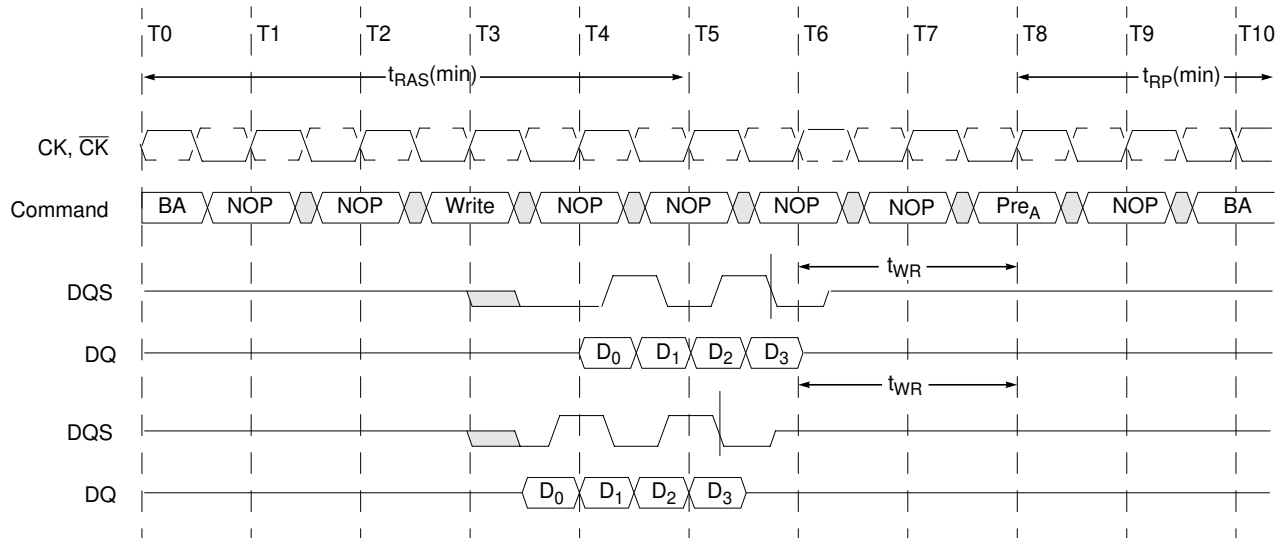 T0 T1 T2 T3 T4 T5 T6 T7 T8 T9 T10
tRAS(min) tRP(min)
CK, C̅K̅
Command BA NOP NOP Write NOP NOP NOP NOP PreA NOP BA
tWR
DQS
DQ D0 D1 D2 D3
tWR
DQS
DQ D0 D1 D2 D3